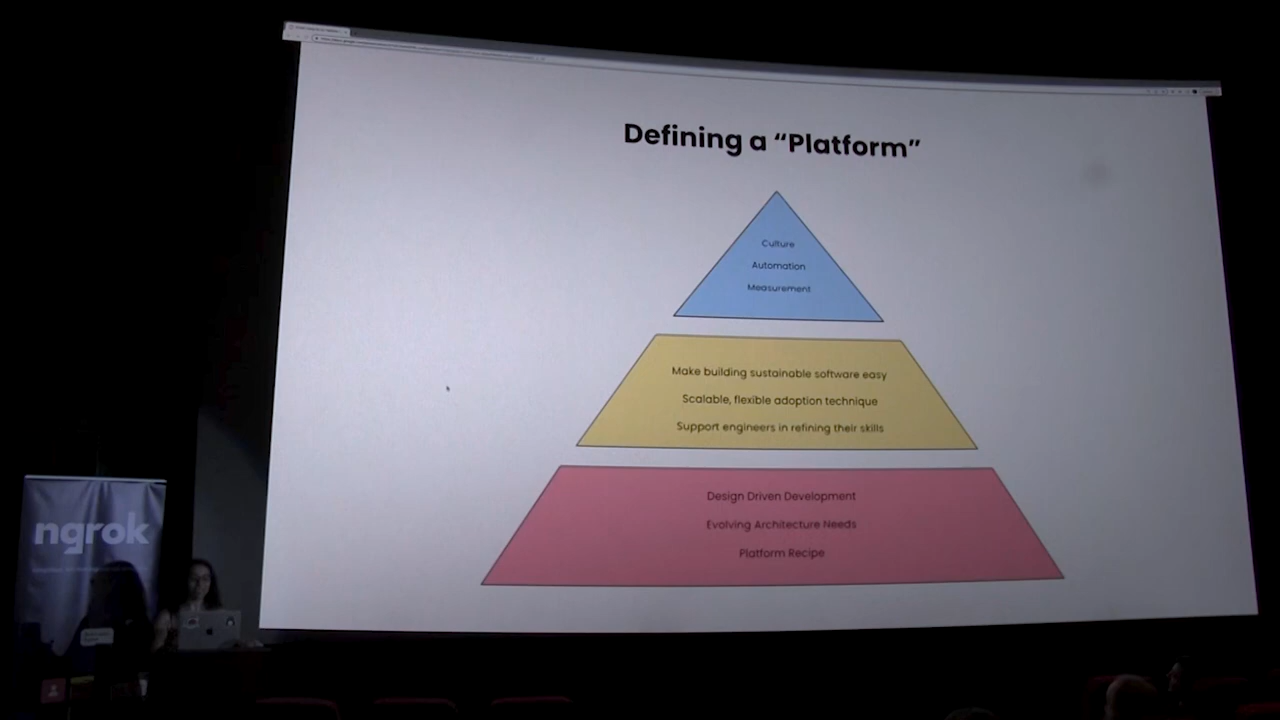 Defining a “Platform”
Culture
Automation
Measurement
Make building sustainable software easy
Scalable, flexible adoption technique
Support engineers in refining their skills
Design Driven Development
Evolving Architecture Needs
Platform Recipe
ngrok